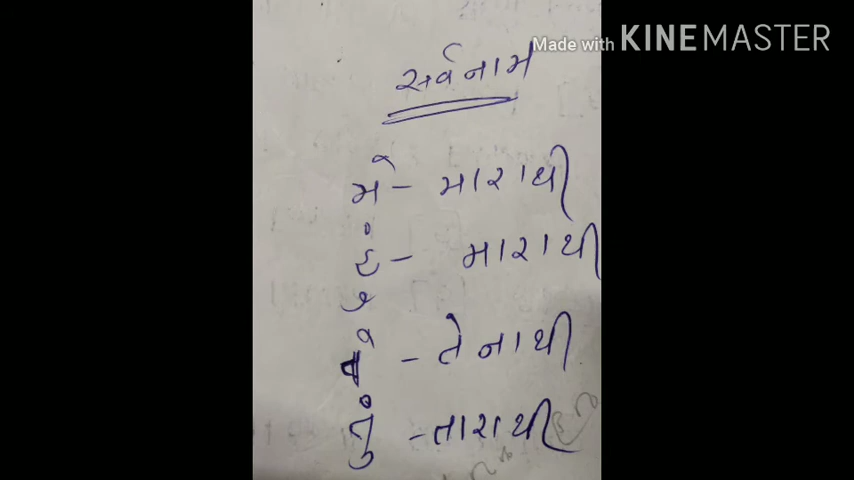 Made with KINEMASTER
સર્વનામ
મે - મારાથી
હું - મારાથી
તે - તેનાથી
તું - તારાથી